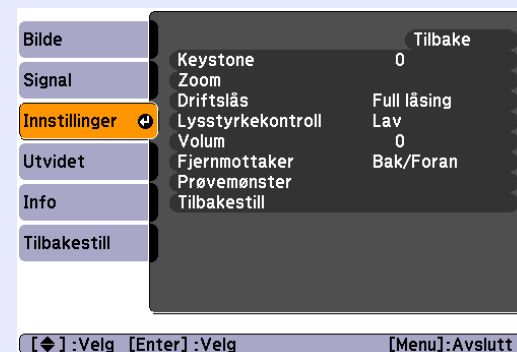 Bilde
Signal
Innstillinger
Utvidet
Info
Tilbakestill
Tilbake
Keystone 0
Zoom
Driftslås Full låsing
Lysstyrkekontroll Lav
Volum 0
Fjernmottaker Bak/Foran
Prøvemønster
Tilbakestill
[◆] :Velg [Enter] :Velg [Menu]:Avslutt